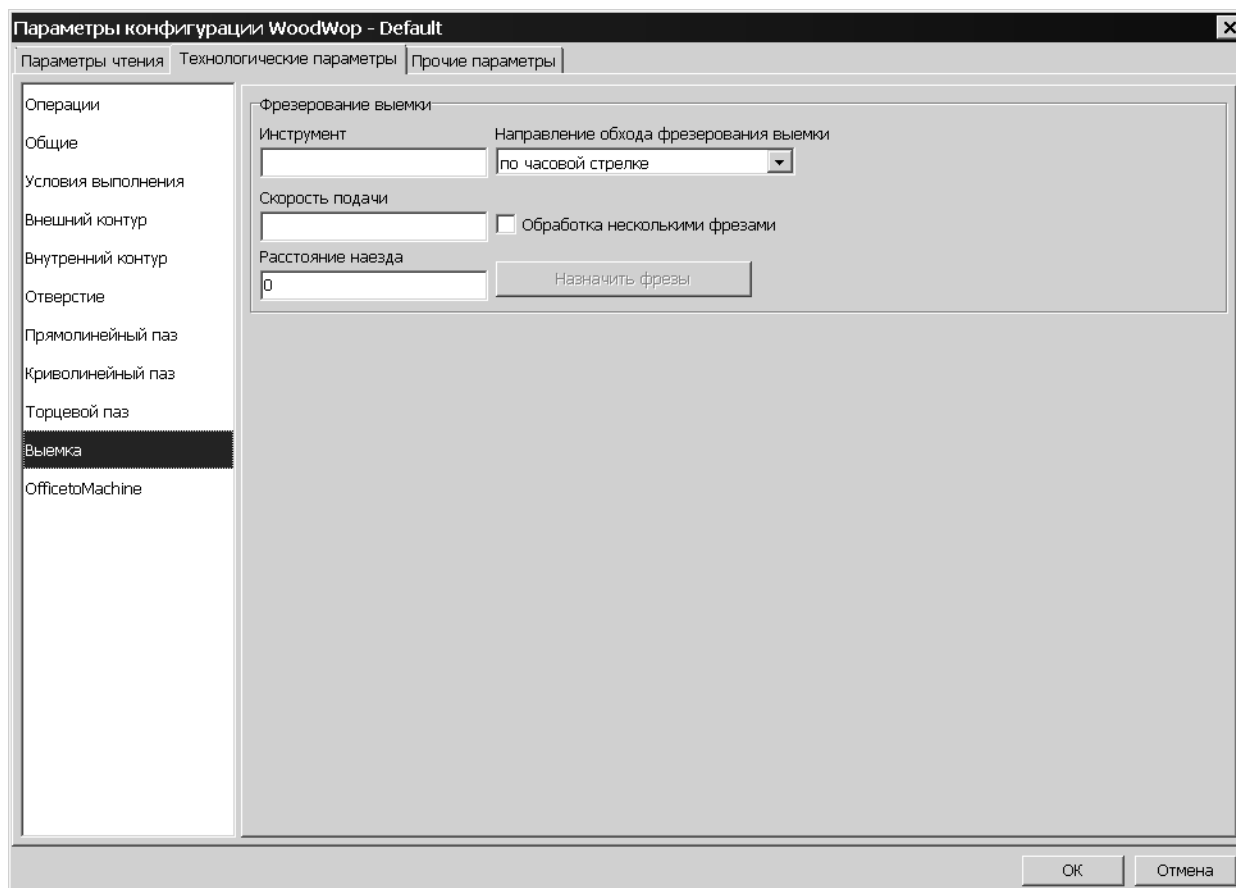 Параметры конфигурации WoodWop - Default
Параметры чтения
Технологические параметры
Прочие параметры
Операции
Общие
Условия выполнения
Внешний контур
Внутренний контур
Отверстие
Прямолинейный паз
Криволинейный паз
Торцевой паз
Выемка
OfficetoMachine
Фрезерование выемки
Инструмент
Направление обхода фрезерования выемки
по часовой стрелке
Скорость подачи
Обработка несколькими фрезами
Расстояние наезда
0
Назначить фрезы
ОК
Отмена